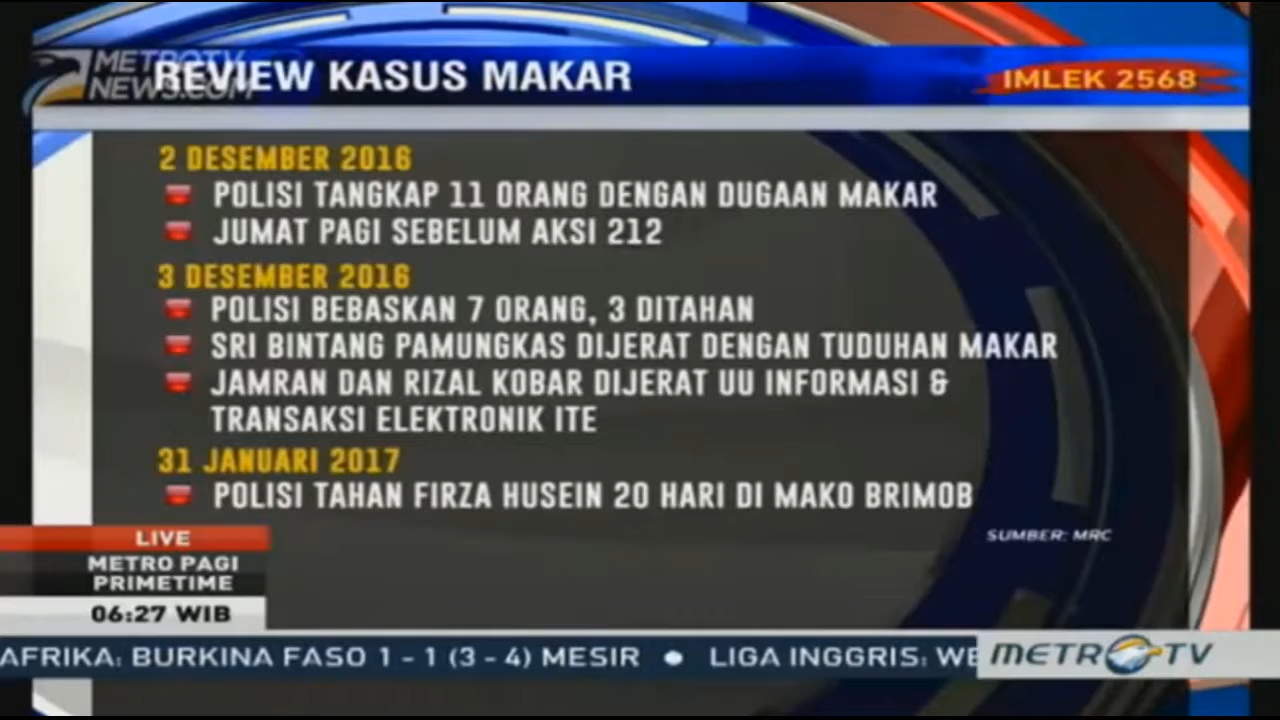 METROTV
NEWS.COM
REVIEW KASUS MAKAR
IMLEK 2568
2 DESEMBER 2016
POLISI TANGKAP 11 ORANG DENGAN DUGAAN MAKAR
JUMAT PAGI SEBELUM AKSI 212
3 DESEMBER 2016
POLISI BEBASKAN 7 ORANG, 3 DITAHAN
SRI BINTANG PAMUNGKAS DIJERAT DENGAN TUDUHAN MAKAR
JAMRAN DAN RIZAL KOBAR DIJERAT UU INFORMASI &
TRANSAKSI ELEKTRONIK ITE
31 JANUARI 2017
POLISI TAHAN FIRZA HUSEIN 20 HARI DI MAKO BRIMOB
SUMBER: MRC
LIVE
METRO PAGI
PRIMETIME
06:27 WIB
AFRIKA: BURKINA FASO 1 - 1 (3 - 4) MESIR ● LIGA INGGRIS: WE
METRO TV